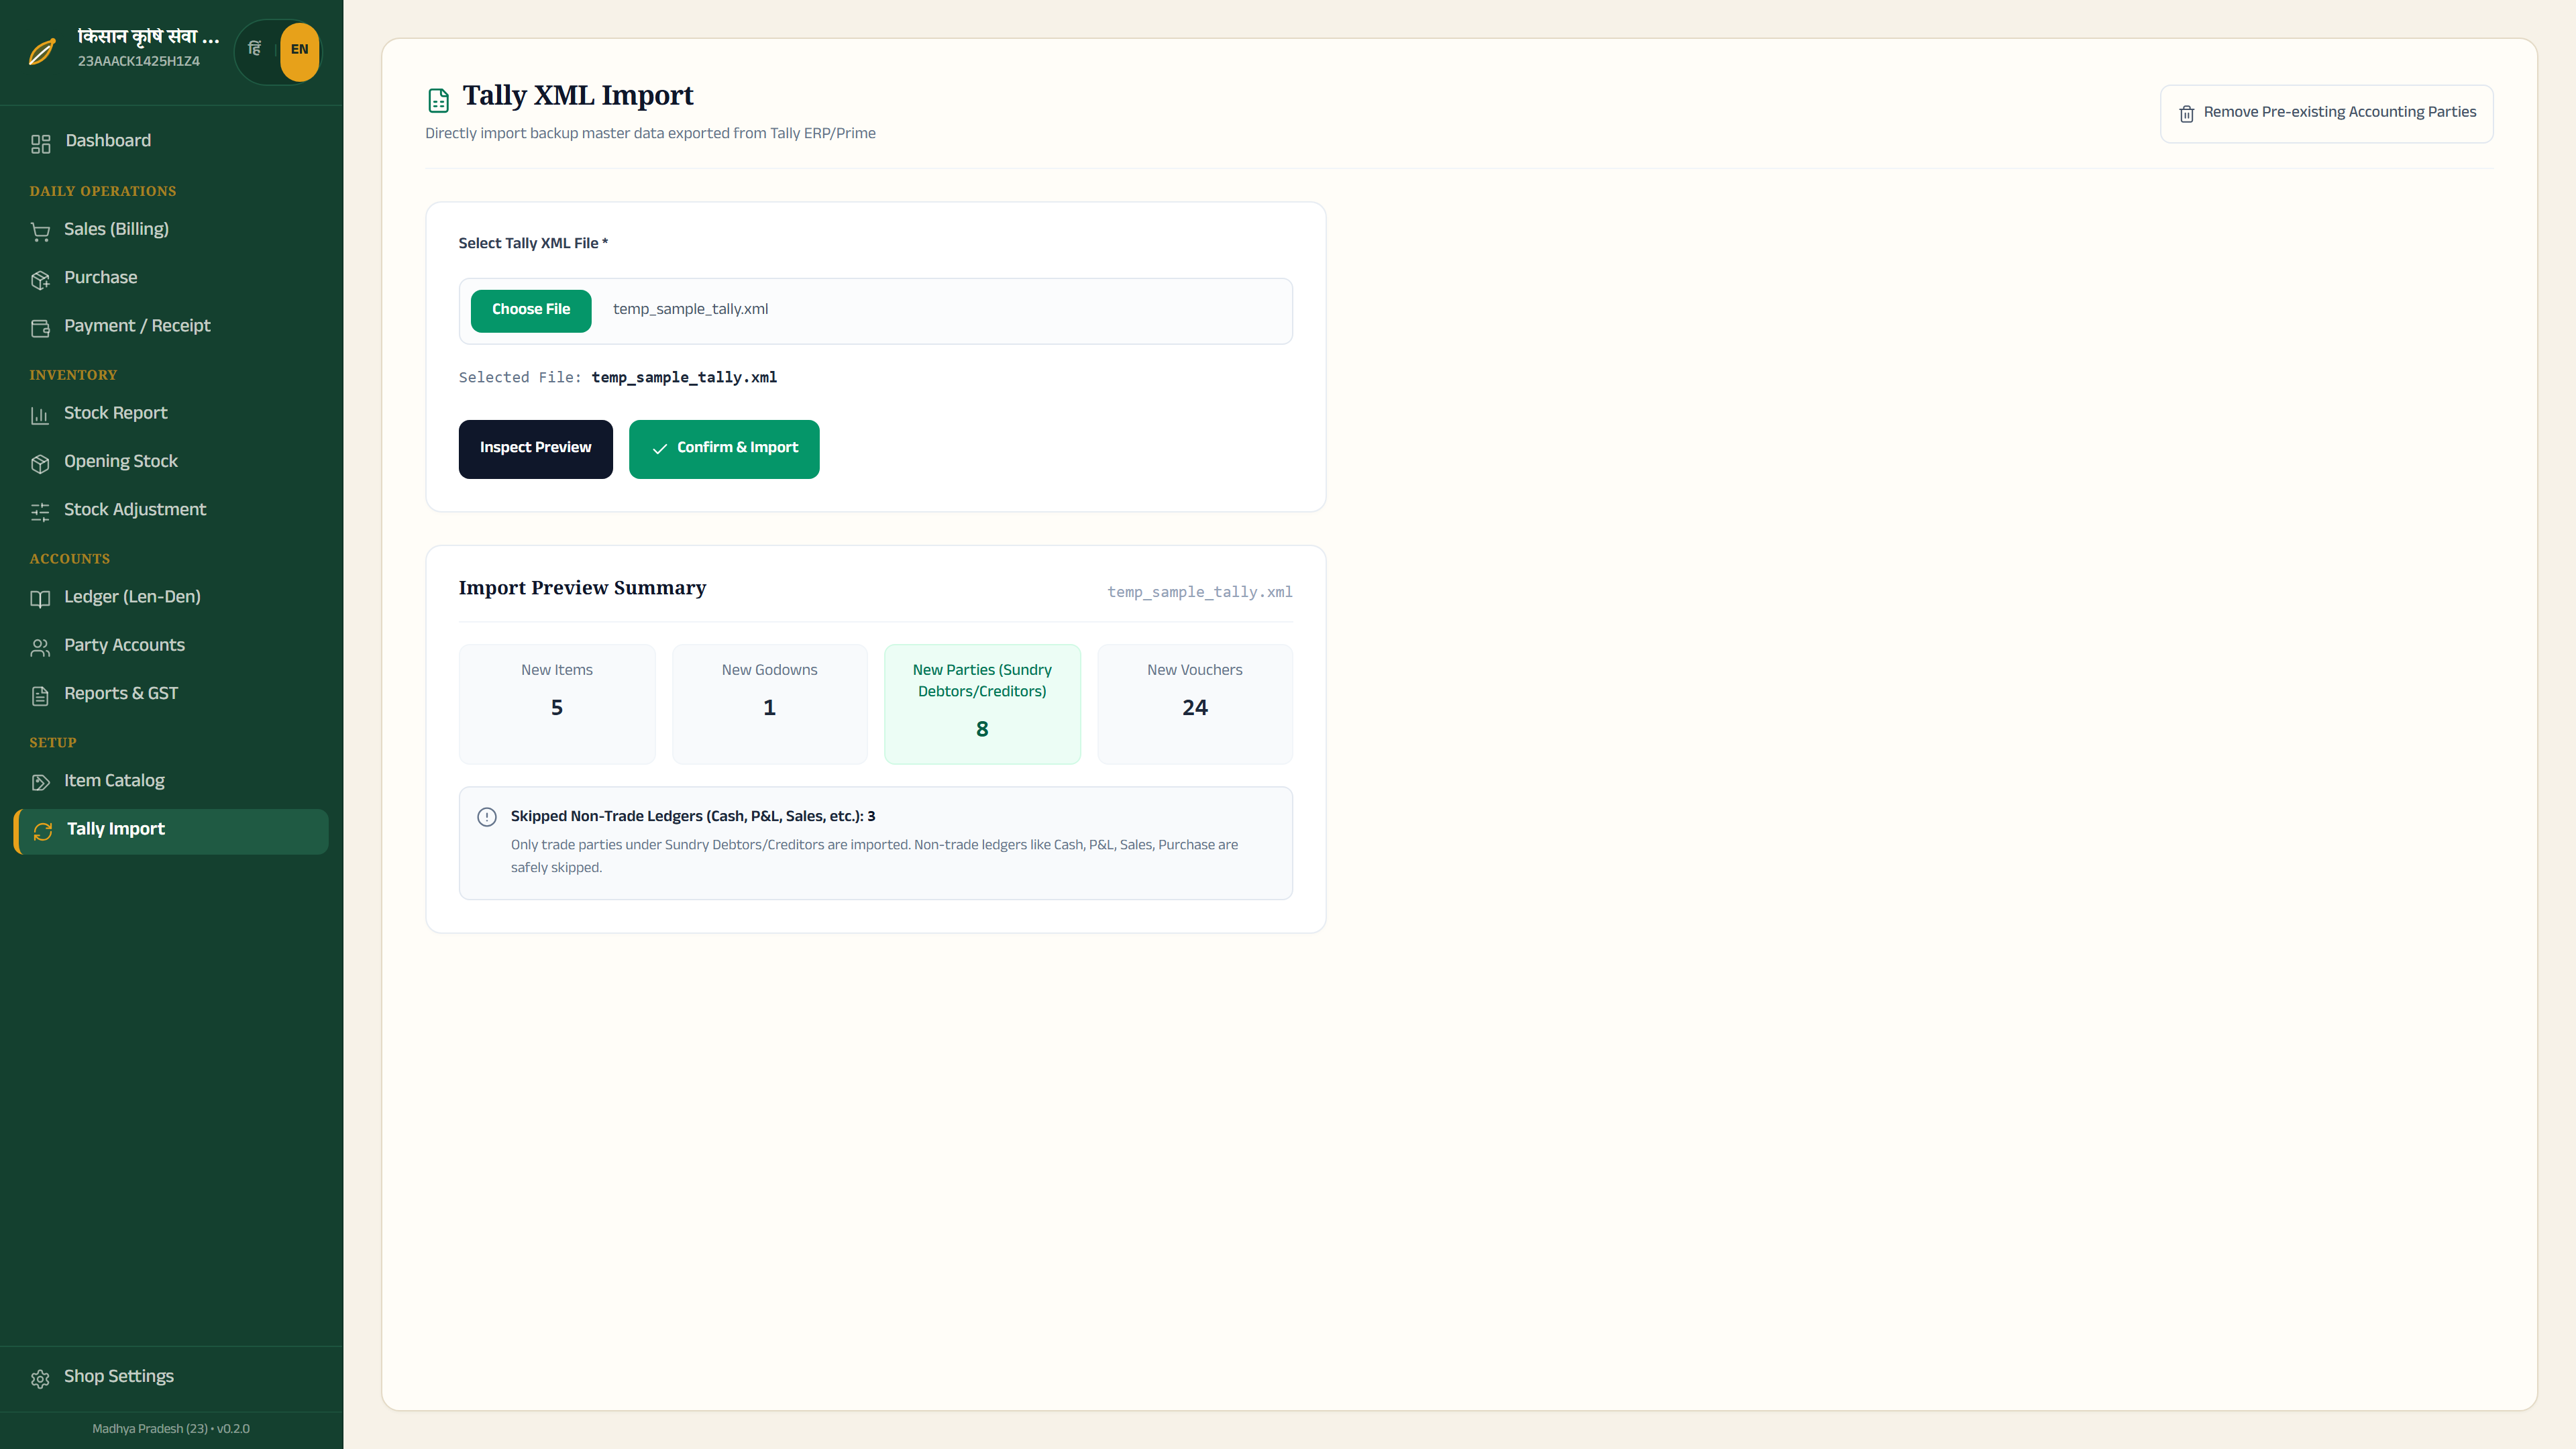 किसान कृषि सेवा ...
23AAACK1425H1Z4
हिं
EN
Dashboard
DAILY OPERATIONS
Sales (Billing)
Purchase
Payment / Receipt
INVENTORY
Stock Report
Opening Stock
Stock Adjustment
ACCOUNTS
Ledger (Len-Den)
Party Accounts
Reports & GST
SETUP
Item Catalog
Tally Import
Shop Settings
Madhya Pradesh (23) • v0.2.0
Tally XML Import
Directly import backup master data exported from Tally ERP/Prime
Remove Pre-existing Accounting Parties
Select Tally XML File *
Choose File temp_sample_tally.xml
Selected File: temp_sample_tally.xml
Inspect Preview
Confirm & Import
Import Preview Summary
temp_sample_tally.xml
New Items
5
New Godowns
1
New Parties (Sundry
Debtors/Creditors)
8
New Vouchers
24
Skipped Non-Trade Ledgers (Cash, P&L, Sales, etc.): 3
Only trade parties under Sundry Debtors/Creditors are imported. Non-trade ledgers like Cash, P&L, Sales, Purchase are
safely skipped.